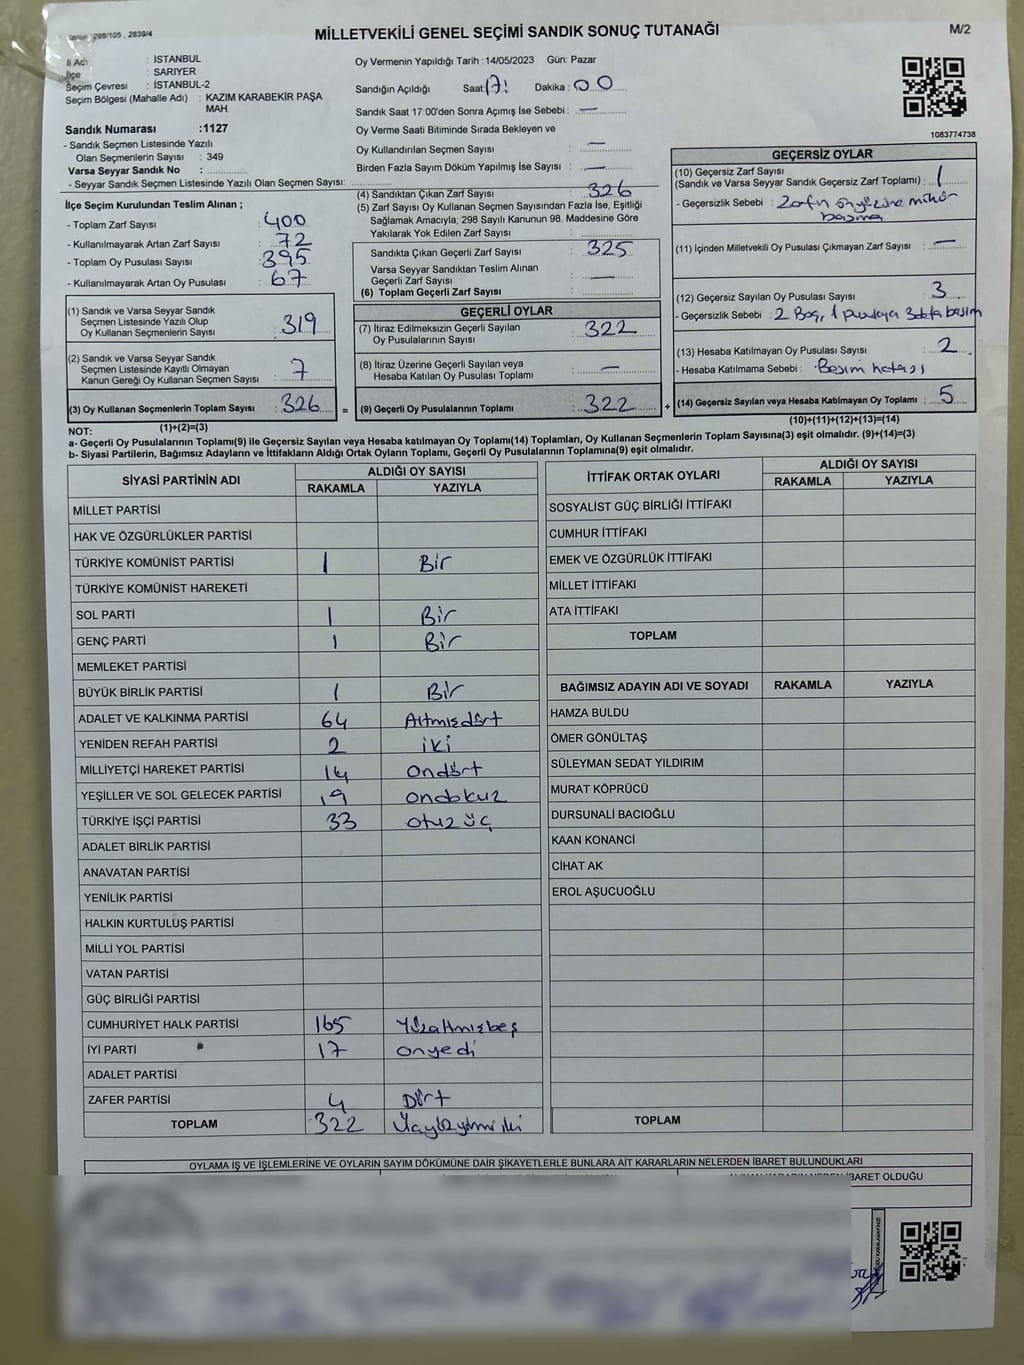 Kanun : 298/105 , 2839/4
MİLLETVEKİLİ GENEL SEÇİMİ SANDIK SONUÇ TUTANAĞI
M/2
İl Adı : İSTANBUL
İlçe : SARIYER
Seçim Çevresi : İSTANBUL-2
Seçim Bölgesi (Mahalle Adı) : KAZIM KARABEKİR PAŞA
MAH.
Sandık Numarası :1127
- Sandık Seçmen Listesinde Yazılı
Olan Seçmenlerin Sayısı : 349
Varsa Seyyar Sandık No :
- Seyyar Sandık Seçmen Listesinde Yazılı Olan Seçmen Sayısı:
İlçe Seçim Kurulundan Teslim Alınan ;
- Toplam Zarf Sayısı : 400
- Kullanılmayarak Artan Zarf Sayısı : 72
- Toplam Oy Pusulası Sayısı : 395
- Kullanılmayarak Artan Oy Pusulası : 67
Oy Vermenin Yapıldığı Tarih :14/05/2023 Gün: Pazar
Sandığın Açıldığı Saat: 17 Dakika : 00
Sandık Saat 17:00'den Sonra Açımış İse Sebebi : —
Oy Verme Saati Bitiminde Sırada Bekleyen ve
Oy Kullandırılan Seçmen Sayısı : —
Birden Fazla Sayım Döküm Yapılmış İse Sayısı : —
(4) Sandıktan Çıkan Zarf Sayısı : 326
(5) Zarf Sayısı Oy Kullanan Seçmen Sayısından Fazla İse, Eşitliği
Sağlamak Amacıyla; 298 Sayılı Kanunun 98. Maddesine Göre
Yakılarak Yok Edilen Zarf Sayısı :
Sandıkta Çıkan Geçerli Zarf Sayısı : 325
Varsa Seyyar Sandıktan Teslim Alınan
Geçerli Zarf Sayısı : —
(6) Toplam Geçerli Zarf Sayısı :
1083774738
GEÇERSİZ OYLAR
(10) Geçersiz Zarf Sayısı
(Sandık ve Varsa Seyyar Sandık Geçersiz Zarf Toplamı) : 1
- Geçersizlik Sebebi : Zarfın önyüzüne mühür
basma
(11) İçinden Milletvekili Oy Pusulası Çıkmayan Zarf Sayısı : —
(12) Geçersiz Sayılan Oy Pusulası Sayısı : 3
- Geçersizlik Sebebi : 2 Boş, 1 pusulaya basım
(13) Hesaba Katılmayan Oy Pusulası Sayısı : 2
- Hesaba Katılmama Sebebi : Basım hatası
(14) Geçersiz Sayılan veya Hesaba Katılmayan Oy Toplamı : 5
(10)+(11)+(12)+(13)=(14)
(1) Sandık ve Varsa Seyyar Sandık
Seçmen Listesinde Yazılı Olup
Oy Kullanan Seçmenlerin Sayısı : 319
(2) Sandık ve Varsa Seyyar Sandık
Seçmen Listesinde Kayıtlı Olmayan
Kanun Gereği Oy Kullanan Seçmen Sayısı : 7
(3) Oy Kullanan Seçmenlerin Toplam Sayısı : 326 =
(1)+(2)=(3)
GEÇERLİ OYLAR
(7) İtiraz Edilmeksizin Geçerli Sayılan
Oy Pusulalarının Sayısı : 322
(8) İtiraz Üzerine Geçerli Sayılan veya
Hesaba Katılan Oy Pusulası Toplamı : —
(9) Geçerli Oy Pusulalarının Toplamı : 322 +
NOT:
a- Geçerli Oy Pusulalarının Toplamı(9) ile Geçersiz Sayılan veya Hesaba katılmayan Oy Toplamı(14) Toplamları, Oy Kullanan Seçmenlerin Toplam Sayısına(3) eşit olmalıdır. (9)+(14)=(3)
b- Siyasi Partilerin, Bağımsız Adayların ve İttifakların Aldığı Ortak Oyların Toplamı, Geçerli Oy Pusulalarının Toplamına(9) eşit olmalıdır.
SİYASİ PARTİNİN ADI
ALDIĞI OY SAYISI
RAKAMLA YAZIYLA
MİLLET PARTİSİ
HAK VE ÖZGÜRLÜKLER PARTİSİ
TÜRKİYE KOMÜNİST PARTİSİ 1 Bir
TÜRKİYE KOMÜNİST HAREKETİ
SOL PARTİ 1 Bir
GENÇ PARTİ 1 Bir
MEMLEKET PARTİSİ
BÜYÜK BİRLİK PARTİSİ 1 Bir
ADALET VE KALKINMA PARTİSİ 64 Altmışdört
YENİDEN REFAH PARTİSİ 2 iki
MİLLİYETÇİ HAREKET PARTİSİ 14 Ondört
YEŞİLLER VE SOL GELECEK PARTİSİ 19 ondokuz
TÜRKİYE İŞÇİ PARTİSİ 33 otuz üç
ADALET BİRLİK PARTİSİ
ANAVATAN PARTİSİ
YENİLİK PARTİSİ
HALKIN KURTULUŞ PARTİSİ
MİLLİ YOL PARTİSİ
VATAN PARTİSİ
GÜÇ BİRLİĞİ PARTİSİ
CUMHURİYET HALK PARTİSİ 165 Yüzaltmışbeş
İYİ PARTİ 17 onyedi
ADALET PARTİSİ
ZAFER PARTİSİ 4 Dört
TOPLAM 322 Üçyüzyirmiiki
İTTİFAK ORTAK OYLARI
ALDIĞI OY SAYISI
RAKAMLA YAZIYLA
SOSYALİST GÜÇ BİRLİĞİ İTTİFAKI
CUMHUR İTTİFAKI
EMEK VE ÖZGÜRLÜK İTTİFAKI
MİLLET İTTİFAKI
ATA İTTİFAKI
TOPLAM
BAĞIMSIZ ADAYIN ADI VE SOYADI RAKAMLA YAZIYLA
HAMZA BULDU
ÖMER GÖNÜLTAŞ
SÜLEYMAN SEDAT YILDIRIM
MURAT KÖPRÜCÜ
DURSUNALİ BACIOĞLU
KAAN KONANCİ
CİHAT AK
EROL AŞUCUOĞLU
TOPLAM
OYLAMA İŞ VE İŞLEMLERİNE VE OYLARIN SAYIM DÖKÜMÜNE DAİR ŞİKAYETLERLE BUNLARA AİT KARARLARIN NELERDEN İBARET BULUNDUKLARI
İBARET OLDUĞU